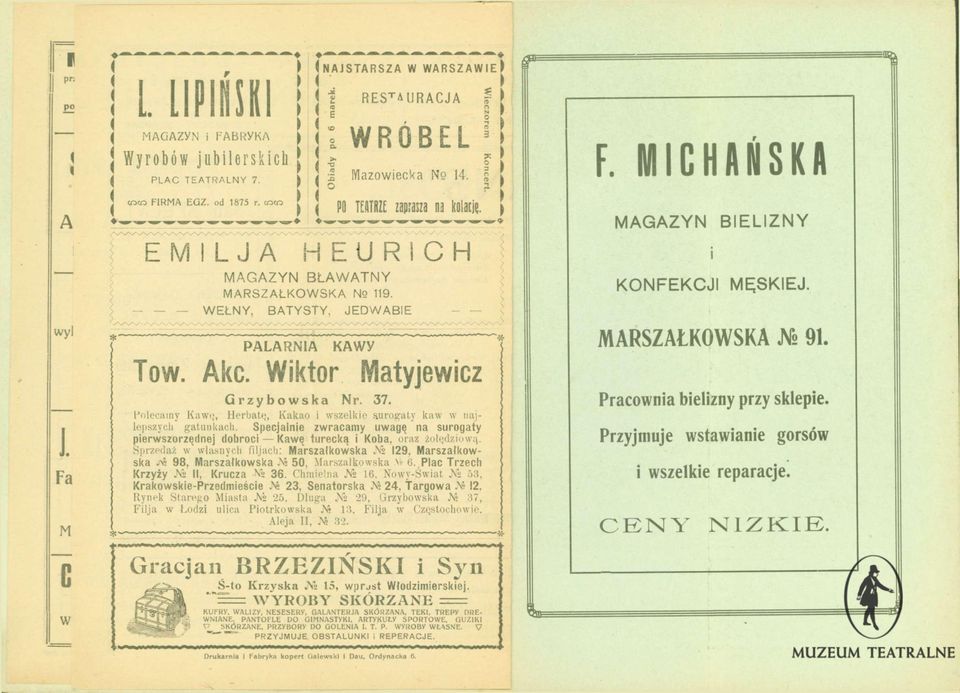 pr
po
A
wyl
J.
Fa
M
C
W
L. LIPIŃSKI
MAGAZYN i FABRYKA
Wyrobów jubilerskich
PLAC TEATRALNY 7.
FIRMA EGZ. od 1875 r.
NAJSTARSZA W WARSZAWIE
Obiady po 6 marek.
RESTAURACJA
WRÓBEL
Mazowiecka № 14.
Wieczorem Koncert.
PO TEATRZE zaprasza na kolację.
EMILJA HEURICH
MAGAZYN BŁAWATNY
MARSZAŁKOWSKA № 119.
— — — WEŁNY, BATYSTY, JEDWABIE — —
PALARNIA KAWY
Tow. Akc. Wiktor Matyjewicz
Grzybowska Nr. 37.
Polecamy Kawę, Herbatę, Kakao i wszelkie surogaty kaw w naj-
lepszych gatunkach. Specjalnie zwracamy uwagę na surogaty
pierwszorzędnej dobroci — Kawę turecką i Koba, oraz żołędziową.
Sprzedaż w własnych filjach: Marszałkowska № 129, Marszałkow-
ska № 98, Marszałkowska № 50, Marszałkowska № 6, Plac Trzech
Krzyży № 11, Krucza № 36. Chmielna № 16, Nowy-Świat № 53,
Krakowskie-Przedmieście № 23, Senatorska № 24, Targowa № 12.
Rynek Starego Miasta № 25, Długa № 29, Grzybowska № 37,
Filja w Łodzi ulica Piotrkowska № 13. Filja w Częstochowie,
Aleja II, № 32.
Gracjan BRZEZIŃSKI i Syn
Ś-to Krzyska № 15, wprost Włodzimierskiej.
WYROBY SKÓRZANE
KUFRY, WALIZY, NESESERY, GALANTERJA SKÓRZANA, TEKI, TREPY DRE-
WNIANE, PANTOFLE DO GIMNASTYKI, ARTYKUŁY SPORTOWE, GUZIKI
SKÓRZANE, PRZYBORY DO GOLENIA I. T. P. WYROBY WŁASNE.
PRZYJMUJE OBSTALUNKI i REPERACJE.
Drukarnia i Fabryka kopert Galewski i Dau, Ordynacka 6.
F. MICHAŃSKA
MAGAZYN BIELIZNY
i
KONFEKCJI MĘSKIEJ.
MARSZAŁKOWSKA № 91.
Pracownia bielizny przy sklepie.
Przyjmuje wstawianie gorsów
i wszelkie reparacje.
CENY NIZKIE.
MUZEUM TEATRALNE